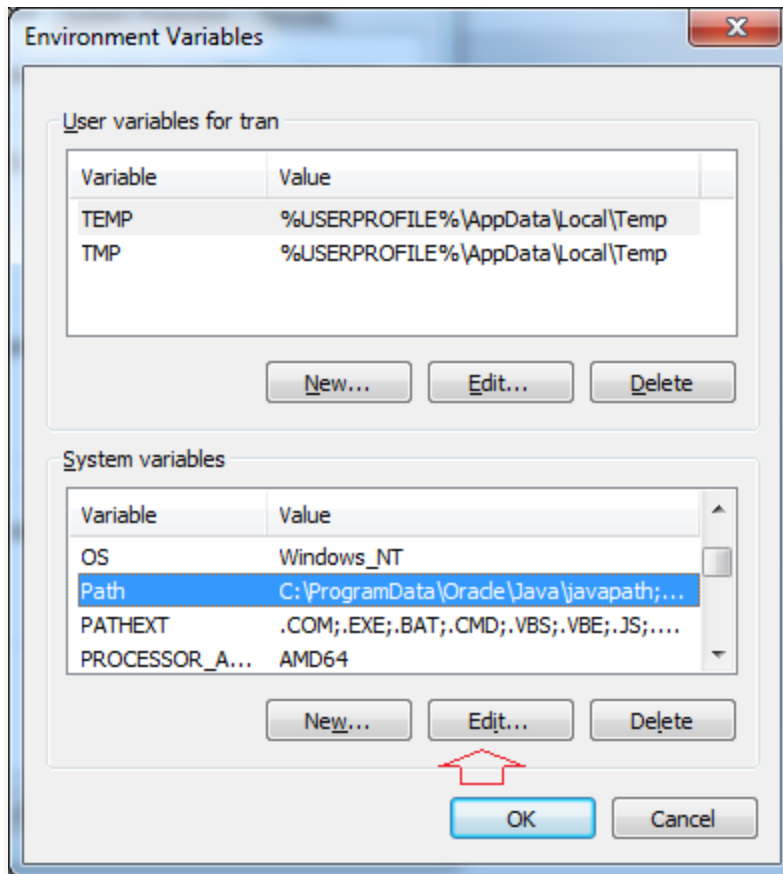 Environment Variables
User variables for tran
Variable Value
TEMP %USERPROFILE%\AppData\Local\Temp
TMP %USERPROFILE%\AppData\Local\Temp
New... Edit... Delete
System variables
Variable Value
OS Windows_NT
Path C:\ProgramData\Oracle\Java\javapath;...
PATHEXT .COM;.EXE;.BAT;.CMD;.VBS;.VBE;.JS;....
PROCESSOR_A... AMD64
New... Edit... Delete
OK Cancel